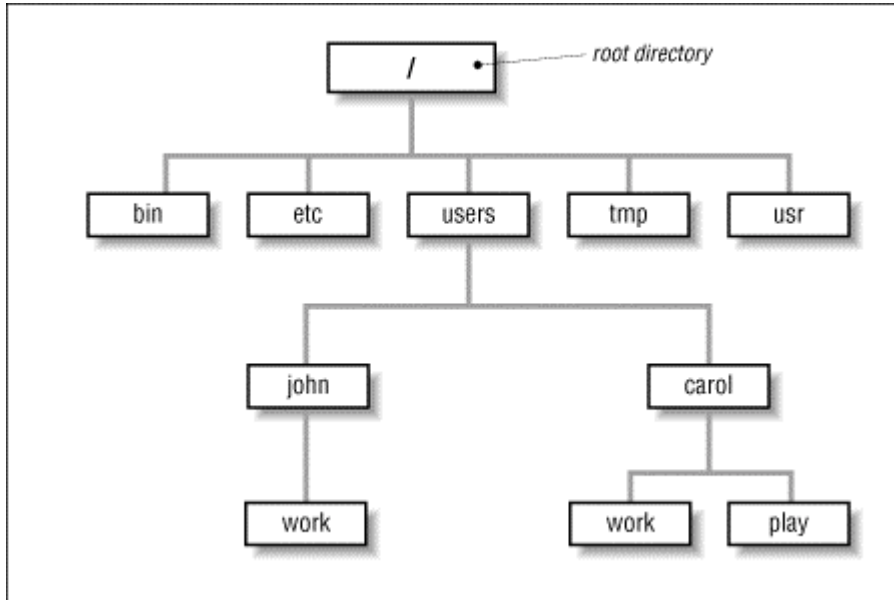 /
root directory
bin
etc
users
tmp
usr
john
carol
work
work
play